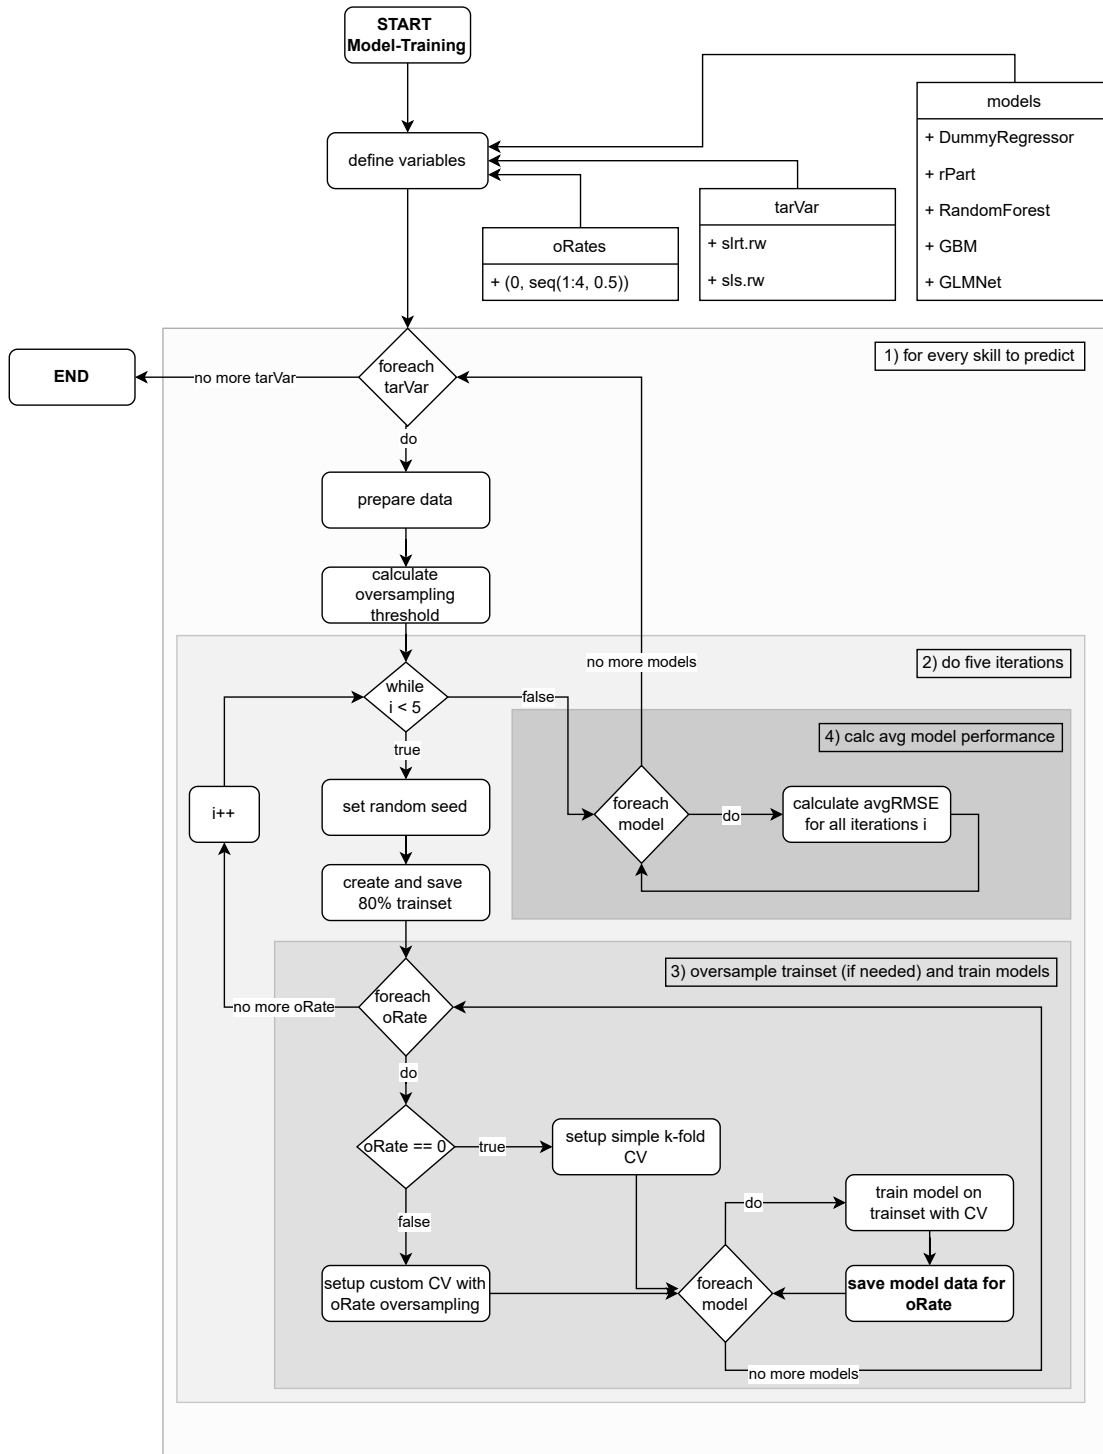 START
Model-Training
define variables
models
+ DummyRegressor
+ rPart
+ RandomForest
+ GBM
+ GLMNet
tarVar
+ slrt.rw
+ sls.rw
oRates
+ (0, seq(1:4, 0.5))
1) for every skill to predict
END
no more tarVar
foreach
tarVar
do
prepare data
calculate
oversampling
threshold
2) do five iterations
no more models
while
i < 5
false
true
4) calc avg model performance
i++
set random seed
foreach
model
do
calculate avgRMSE
for all iterations i
create and save
80% trainset
3) oversample trainset (if needed) and train models
no more oRate
foreach
oRate
do
oRate == 0
true
setup simple k-fold
CV
false
do
train model on
trainset with CV
setup custom CV with
oRate oversampling
foreach
model
save model data for
oRate
no more models